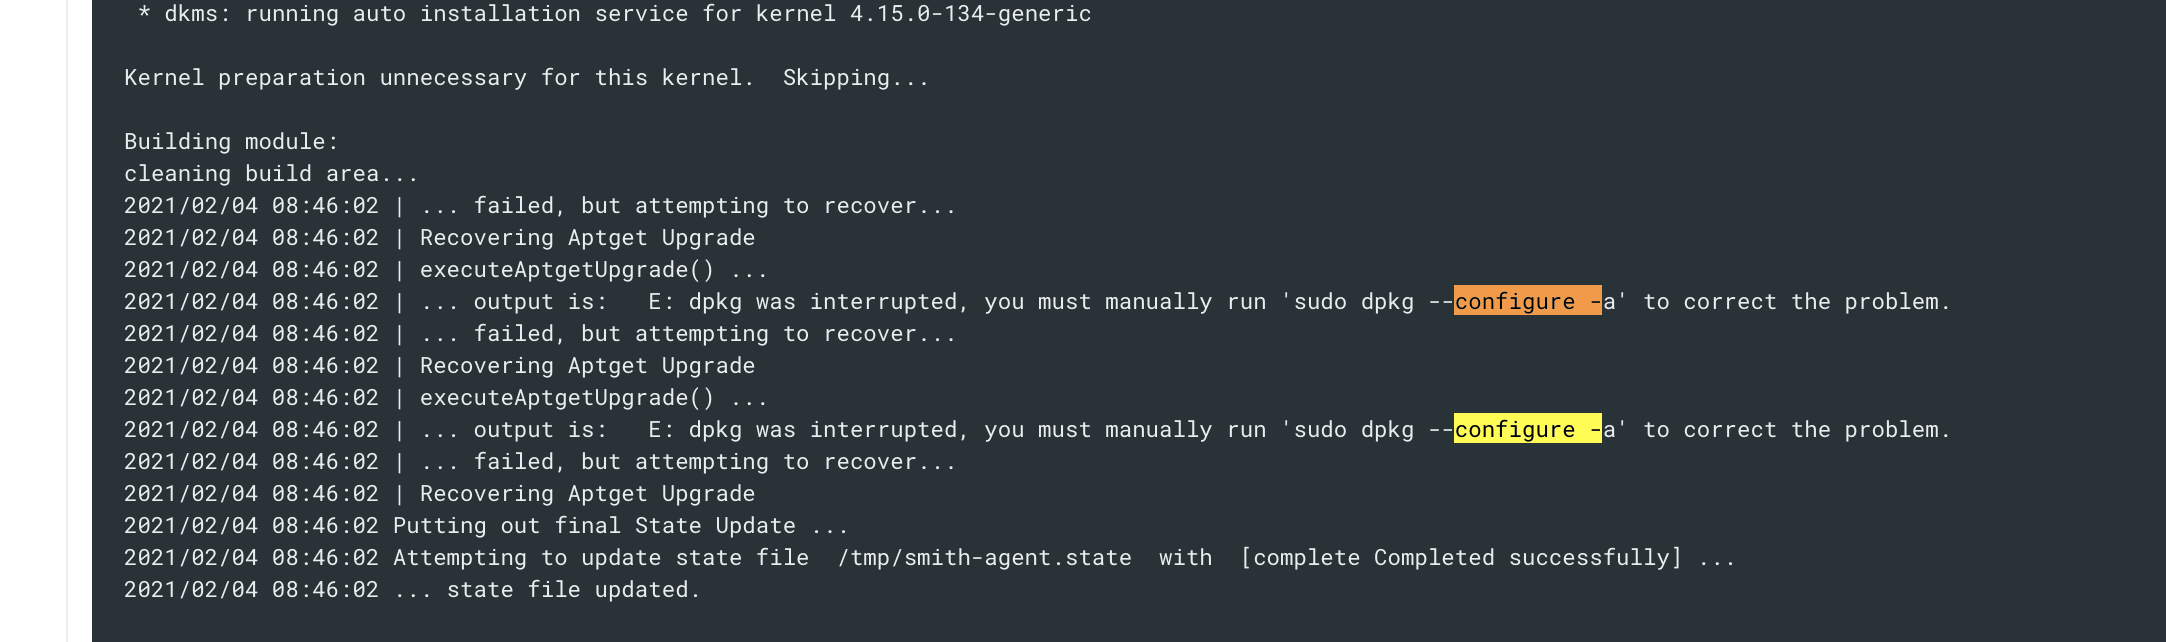 * dkms: running auto installation service for kernel 4.15.0-134-generic
Kernel preparation unnecessary for this kernel.  Skipping...
Building module:
cleaning build area...
2021/02/04 08:46:02 | ... failed, but attempting to recover...
2021/02/04 08:46:02 | Recovering Aptget Upgrade
2021/02/04 08:46:02 | executeAptgetUpgrade() ...
2021/02/04 08:46:02 | ... output is:   E: dpkg was interrupted, you must manually run 'sudo dpkg --configure -a' to correct the problem.
2021/02/04 08:46:02 | ... failed, but attempting to recover...
2021/02/04 08:46:02 | Recovering Aptget Upgrade
2021/02/04 08:46:02 | executeAptgetUpgrade() ...
2021/02/04 08:46:02 | ... output is:   E: dpkg was interrupted, you must manually run 'sudo dpkg --configure -a' to correct the problem.
2021/02/04 08:46:02 | ... failed, but attempting to recover...
2021/02/04 08:46:02 | Recovering Aptget Upgrade
2021/02/04 08:46:02 Putting out final State Update ...
2021/02/04 08:46:02 Attempting to update state file  /tmp/smith-agent.state  with  [complete Completed successfully] ...
2021/02/04 08:46:02 ... state file updated.